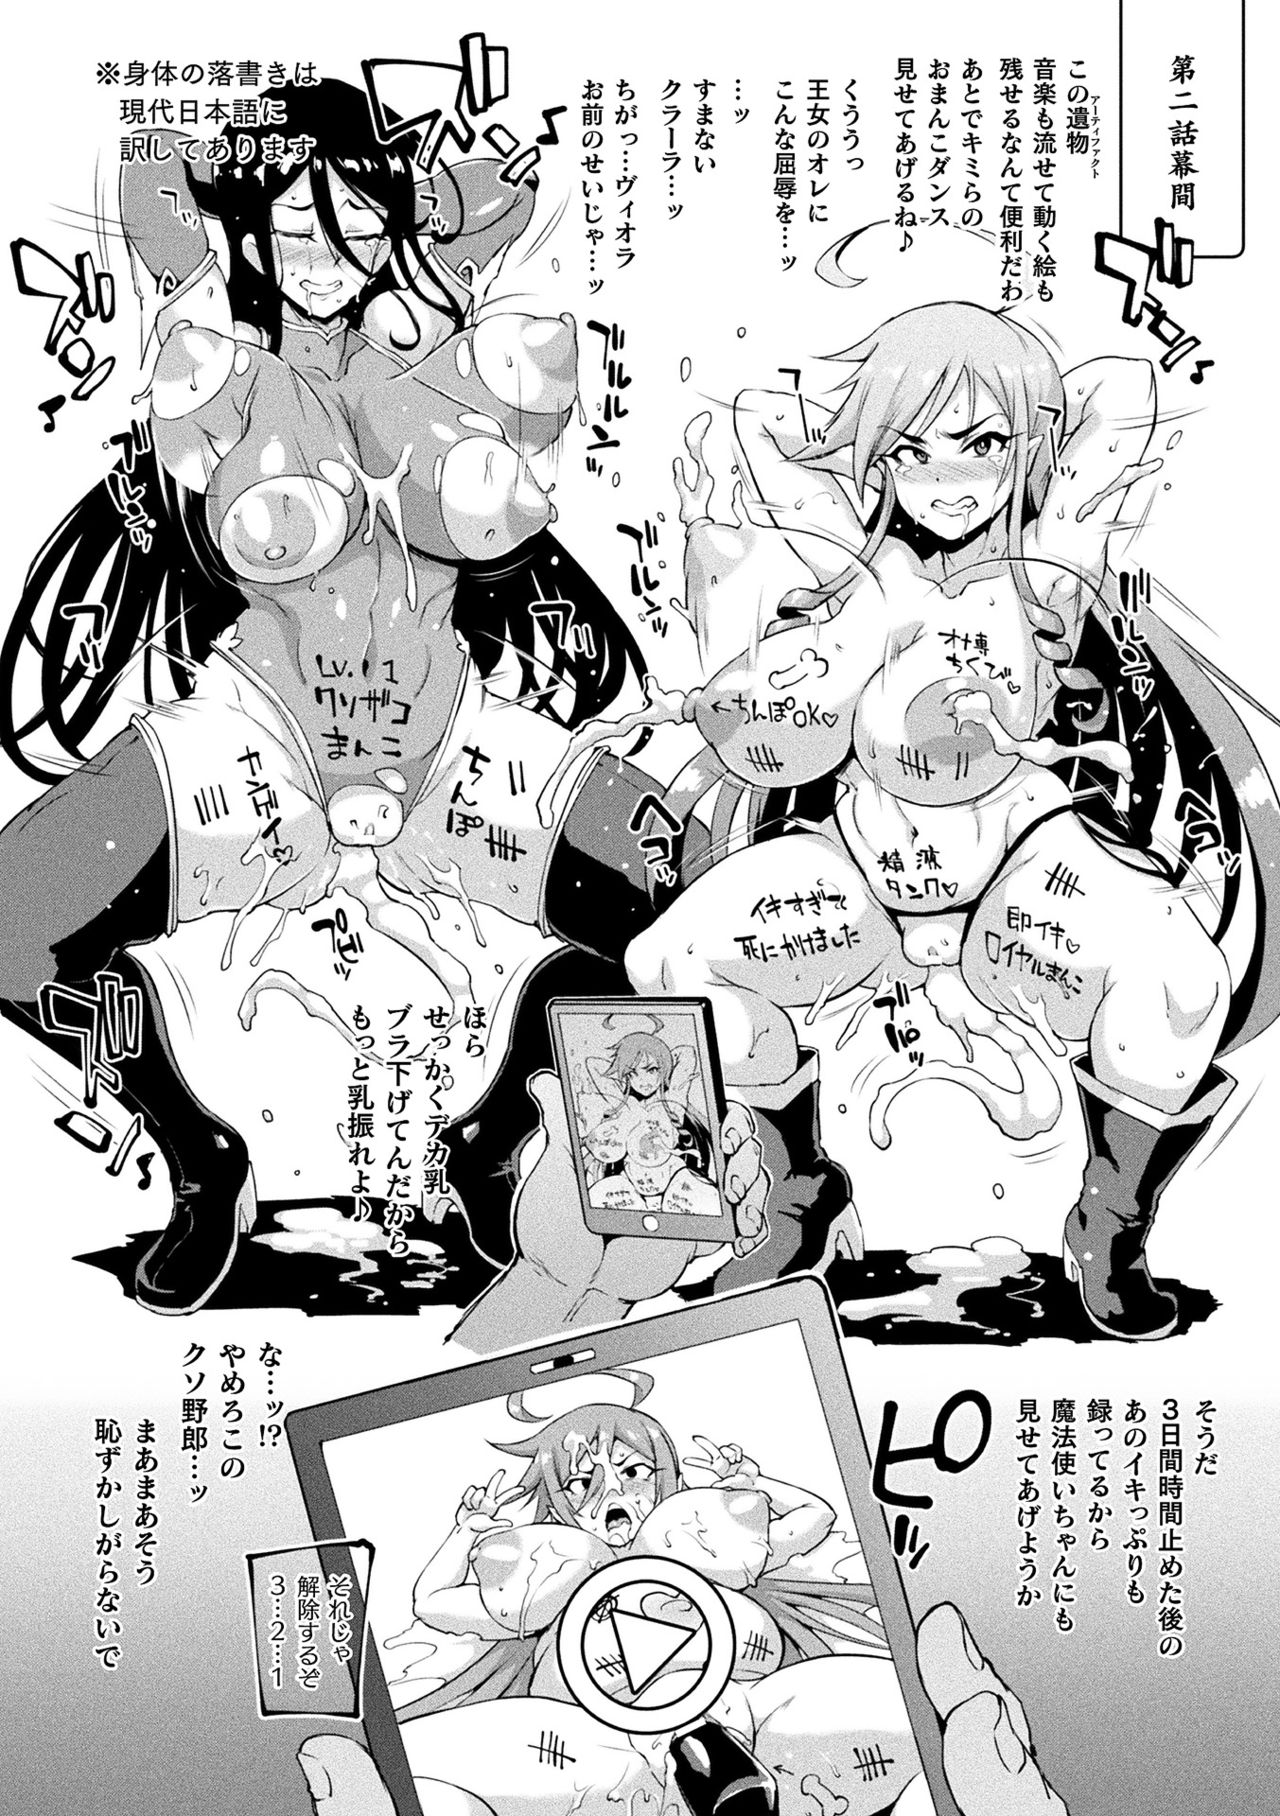 第二話幕間
この遺物
アーティファクト
音楽も流せて動く絵も
残せるなんて便利だわ
あとでキミらの
おまんこダンス
見せてあげるね♪
くううっ
王女のオレに
こんな屈辱を…ッ
…ッ
すまない
クラーラ…ッ
ちがっ…ヴィオラ
お前のせいじゃ…ッ
※身体の落書きは
現代日本語に
訳してあります
オナ専
ちくび♡
←ちんぽOK♡
精液
タンク♡
イキすぎて
死にかけました
即イキ♡
ロイヤルまんこ
LV.11
クソザコ
まんこ
ちんぽ
ほら
せっかくデカ乳
ブラ下げてんだから
もっと乳振れよ♪
そうだ
3日間時間止めた後の
あのイキっぷりも
録ってるから
魔法使いちゃんにも
見せてあげようか
ピッ
な…ッ!?
やめろこの
クソ野郎…ッ
まあまあそう
恥ずかしがらないで
それじゃ
解除するぞ
3…2…1